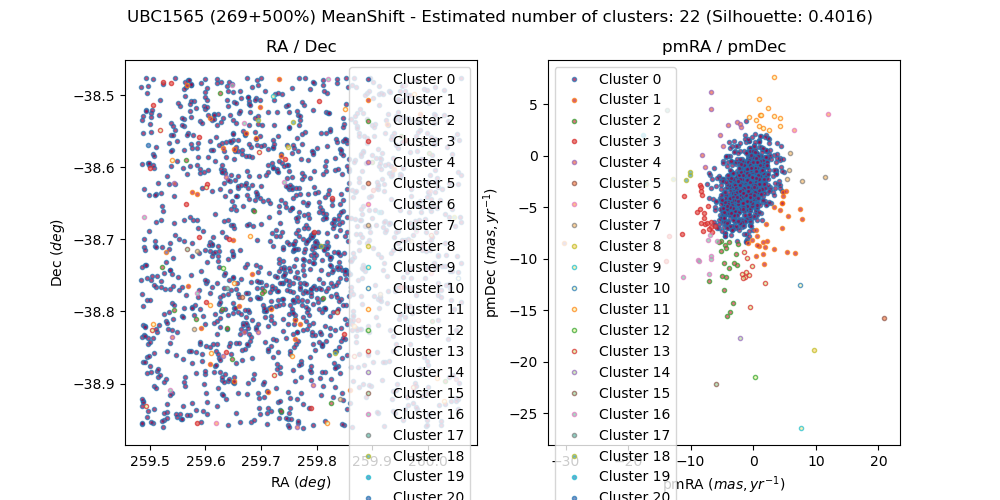 UBC1565 (269+500%) MeanShift - Estimated number of clusters: 22 (Silhouette: 0.4016)
RA / Dec
Dec (deg)
−38.5
−38.6
−38.7
−38.8
−38.9
259.5 259.6 259.7 259.8 259.9 260.0
RA (deg)
Cluster 0
Cluster 1
Cluster 2
Cluster 3
Cluster 4
Cluster 5
Cluster 6
Cluster 7
Cluster 8
Cluster 9
Cluster 10
Cluster 11
Cluster 12
Cluster 13
Cluster 14
Cluster 15
Cluster 16
Cluster 17
Cluster 18
Cluster 19
Cluster 20
pmRA / pmDec
pmDec (mas, yr⁻¹)
5
0
−5
−10
−15
−20
−25
−30 −20 −10 0 10 20
pmRA (mas, yr⁻¹)
Cluster 0
Cluster 1
Cluster 2
Cluster 3
Cluster 4
Cluster 5
Cluster 6
Cluster 7
Cluster 8
Cluster 9
Cluster 10
Cluster 11
Cluster 12
Cluster 13
Cluster 14
Cluster 15
Cluster 16
Cluster 17
Cluster 18
Cluster 19
Cluster 20